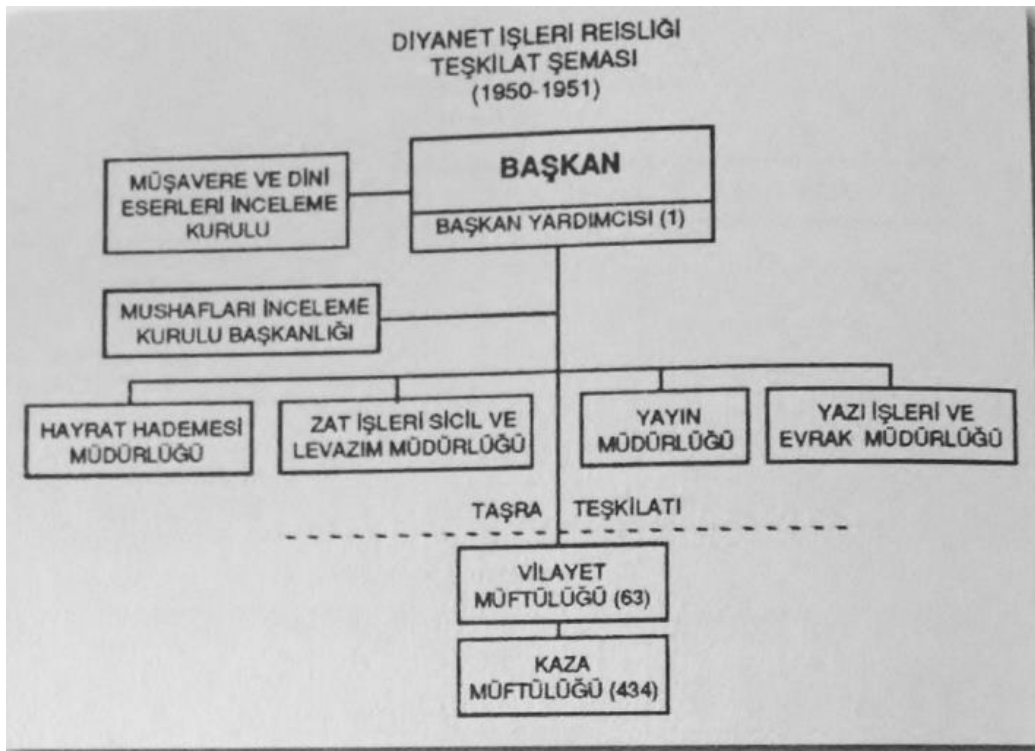 DİYANET İŞLERİ REİSLİĞİ
TEŞKİLAT ŞEMASI
(1950-1951)
BAŞKAN
BAŞKAN YARDIMCISI (1)
MÜŞAVERE VE DİNİ
ESERLERİ İNCELEME
KURULU
MUSHAFLARI İNCELEME
KURULU BAŞKANLIĞI
HAYRAT HADEMESİ
MÜDÜRLÜĞÜ
ZAT İŞLERİ SİCİL VE
LEVAZIM MÜDÜRLÜĞÜ
YAYIN
MÜDÜRLÜĞÜ
YAZI İŞLERİ VE
EVRAK MÜDÜRLÜĞÜ
TAŞRA TEŞKİLATI
VİLAYET
MÜFTÜLÜĞÜ (63)
KAZA
MÜFTÜLÜĞÜ (434)